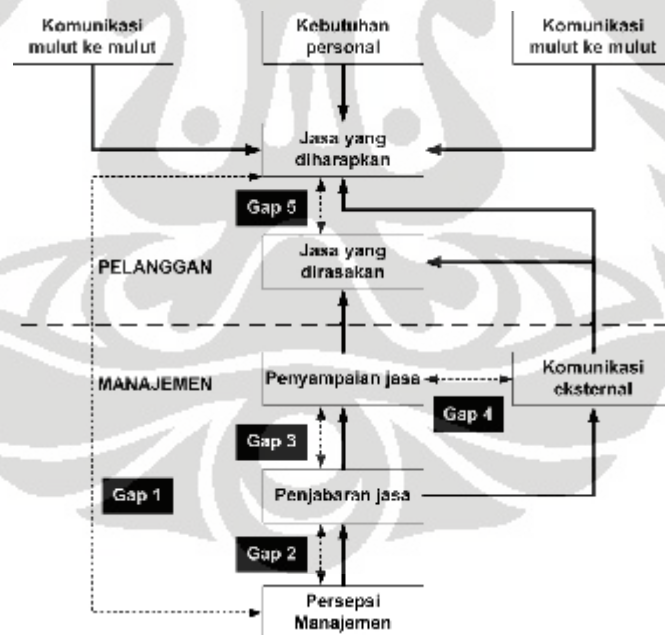 Komunikasi
mulut ke mulut
Kebutuhan
personal
Komunikasi
mulut ke mulut
Jasa yang
diharapkan
Gap 5
PELANGGAN
Jasa yang
dirasakan
MANAJEMEN
Penyampaian jasa
Komunikasi
eksternal
Gap 4
Gap 3
Gap 1
Penjabaran jasa
Gap 2
Persepsi
Manajemen